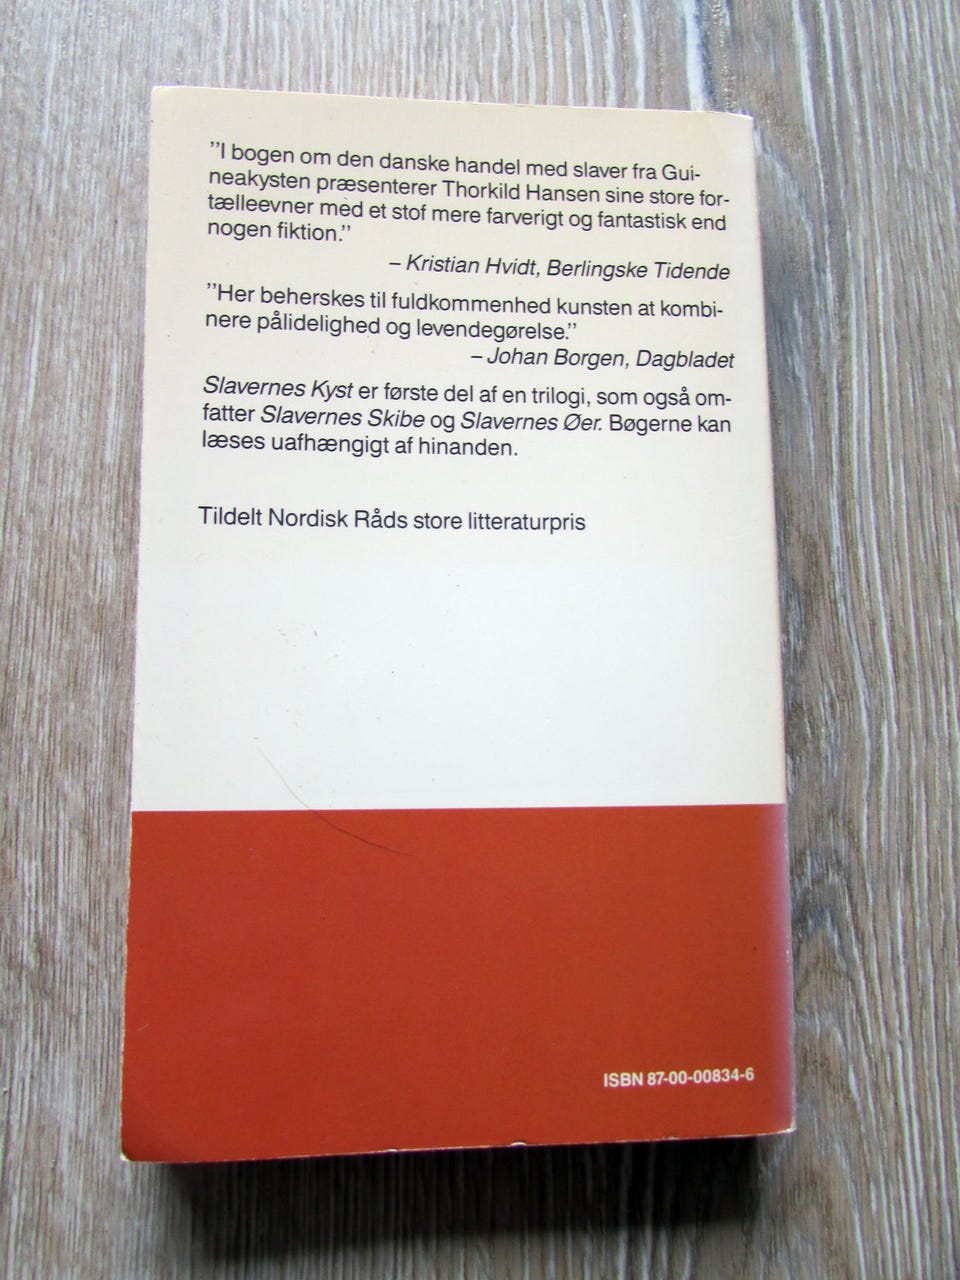 ”I bogen om den danske handel med slaver fra Gui-
neakysten præsenterer Thorkild Hansen sine store for-
tælleevner med et stof mere farverigt og fantastisk end
nogen fiktion.”
– Kristian Hvidt, Berlingske Tidende
”Her beherskes til fuldkommenhed kunsten at kombi-
nere pålidelighed og levendegørelse.”
– Johan Borgen, Dagbladet
Slavernes Kyst er første del af en trilogi, som også om-
fatter Slavernes Skibe og Slavernes Øer. Bøgerne kan
læses uafhængigt af hinanden.
Tildelt Nordisk Råds store litteraturpris
ISBN 87-00-00834-6